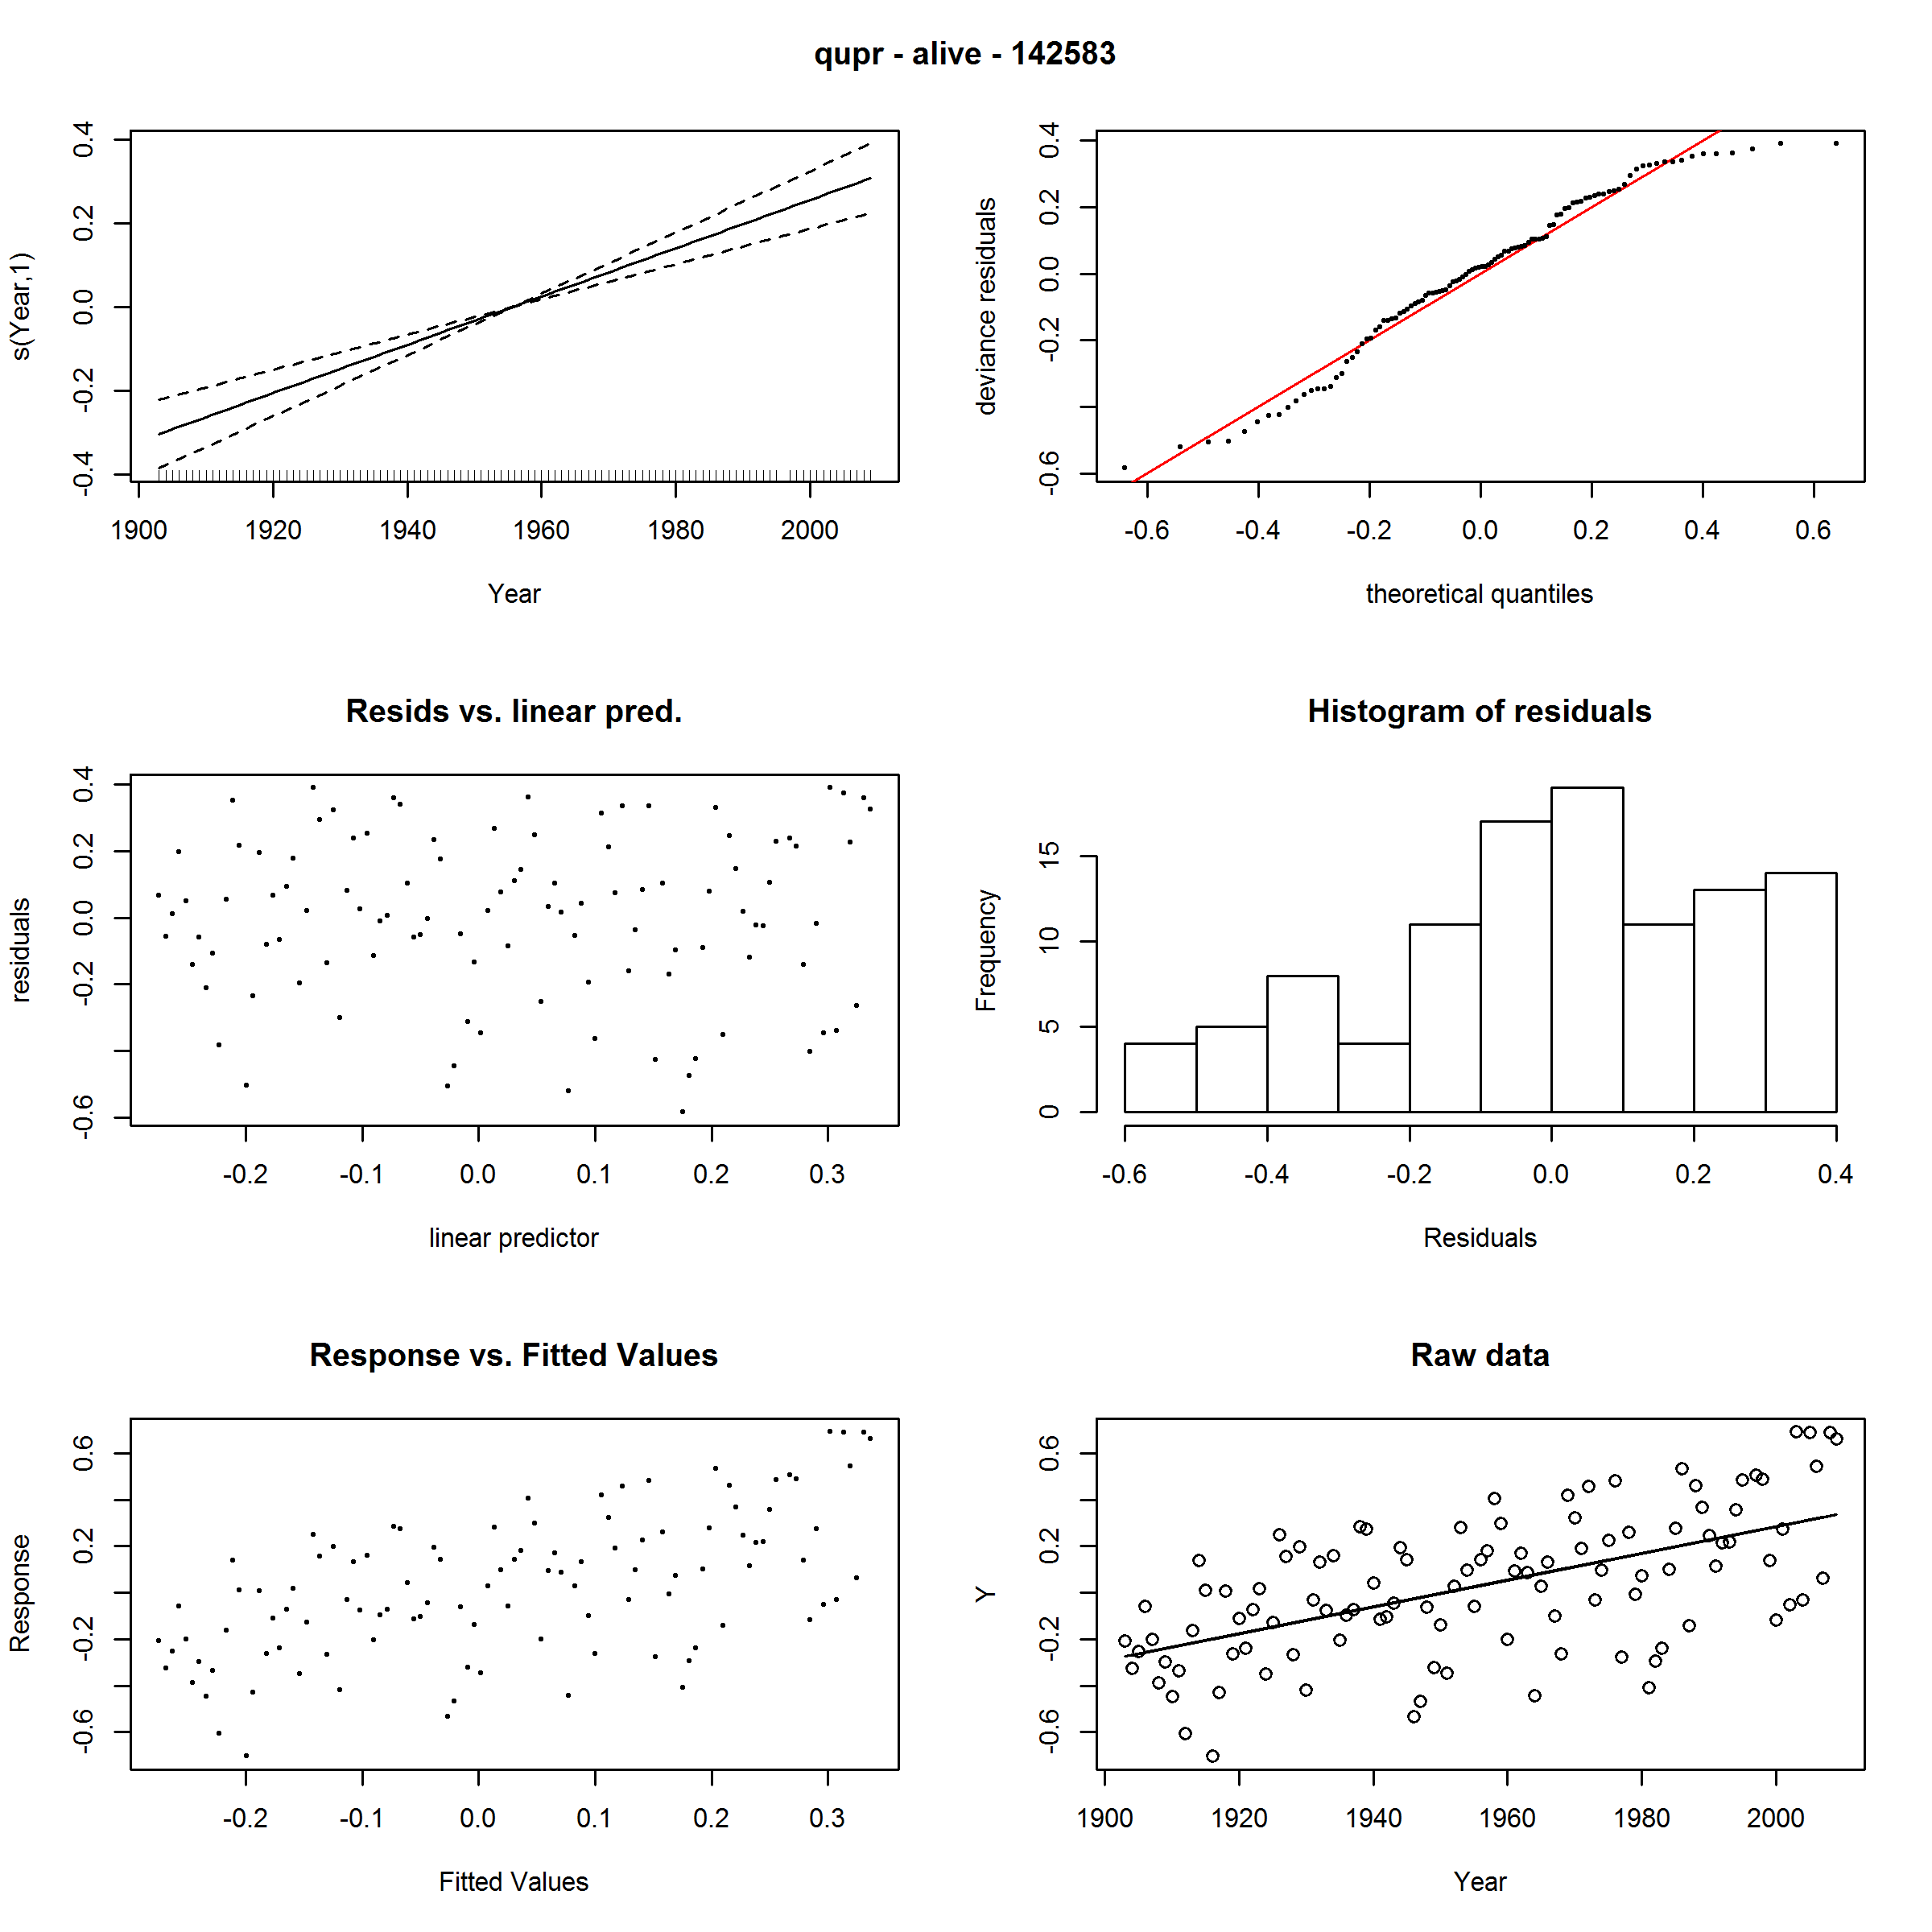 qupr - alive - 142583
s(Year,1)
0.4
0.2
0.0
-0.2
-0.4
1900 1920 1940 1960 1980 2000
Year
deviance residuals
0.4
0.2
0.0
-0.2
-0.6
-0.6 -0.4 -0.2 0.0 0.2 0.4 0.6
theoretical quantiles
Resids vs. linear pred.
residuals
0.4
0.2
0.0
-0.2
-0.6
-0.2 -0.1 0.0 0.1 0.2 0.3
linear predictor
Histogram of residuals
Frequency
15
10
5
0
-0.6 -0.4 -0.2 0.0 0.2 0.4
Residuals
Response vs. Fitted Values
Response
0.6
0.2
-0.2
-0.6
-0.2 -0.1 0.0 0.1 0.2 0.3
Fitted Values
Raw data
Y
0.6
0.2
-0.2
-0.6
1900 1920 1940 1960 1980 2000
Year